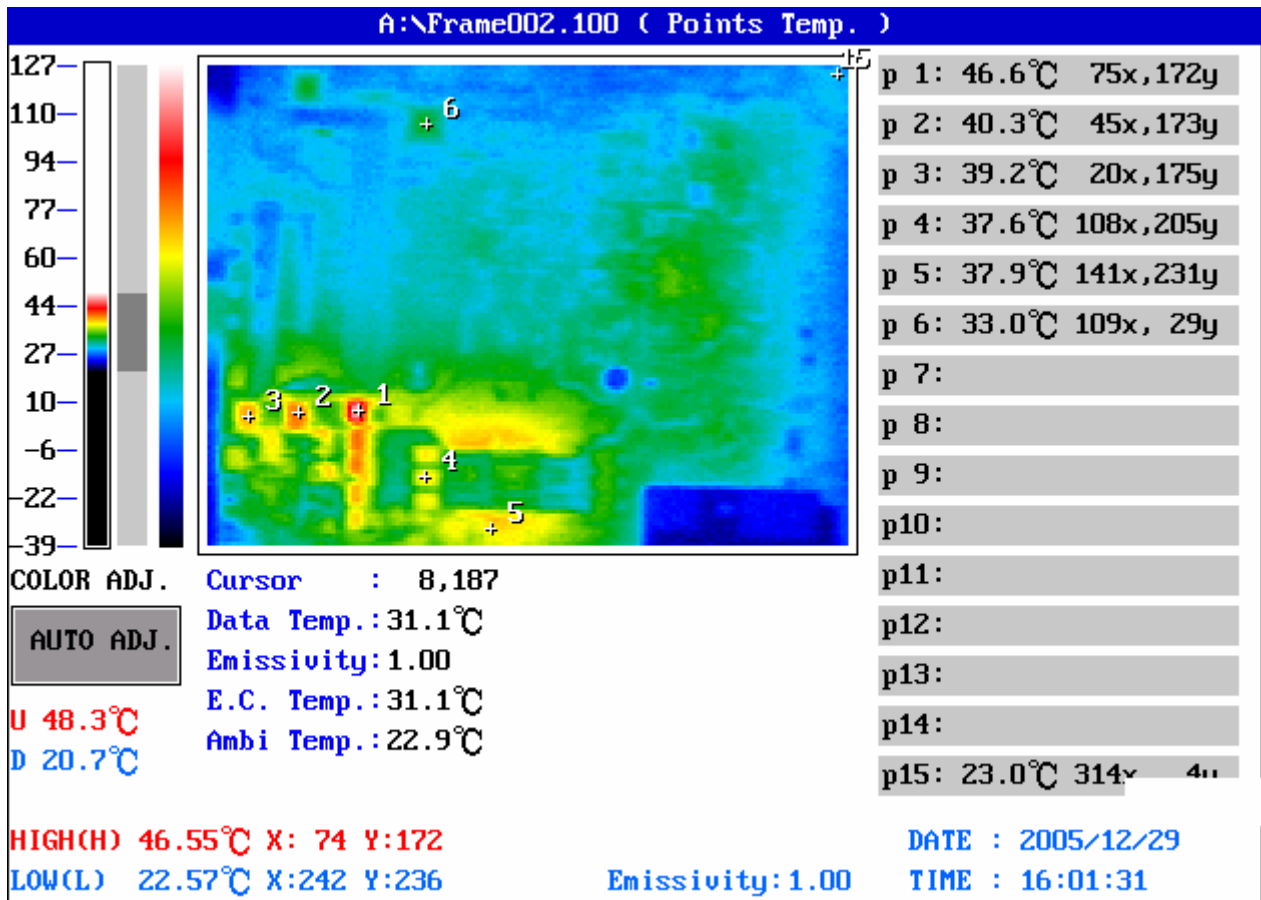 A:\Frame002.100 ( Points Temp. )
127
110
94
77
60
44
27
10
-6
-22
-39
COLOR ADJ.
AUTO ADJ.
U 48.3℃
D 20.7℃
6
3
2
1
4
5
p 1: 46.6℃ 75x,172y
p 2: 40.3℃ 45x,173y
p 3: 39.2℃ 20x,175y
p 4: 37.6℃ 108x,205y
p 5: 37.9℃ 141x,231y
p 6: 33.0℃ 109x, 29y
p 7:
p 8:
p 9:
p10:
p11:
p12:
p13:
p14:
p15: 23.0℃ 314x 4y
Cursor : 8,187
Data Temp.:31.1℃
Emissivity:1.00
E.C. Temp.:31.1℃
Ambi Temp.:22.9℃
HIGH(H) 46.55℃ X: 74 Y:172
LOW(L) 22.57℃ X:242 Y:236
Emissivity:1.00
DATE : 2005/12/29
TIME : 16:01:31